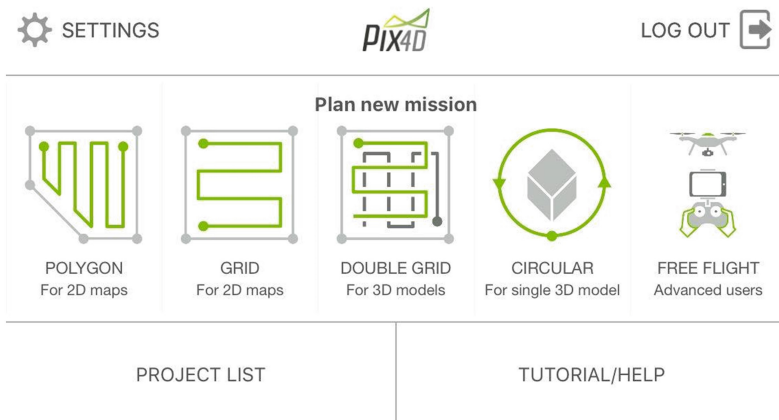 SETTINGS
PIX4D
LOG OUT
Plan new mission
POLYGON
For 2D maps
GRID
For 2D maps
DOUBLE GRID
For 3D models
CIRCULAR
For single 3D model
FREE FLIGHT
Advanced users
PROJECT LIST
TUTORIAL/HELP